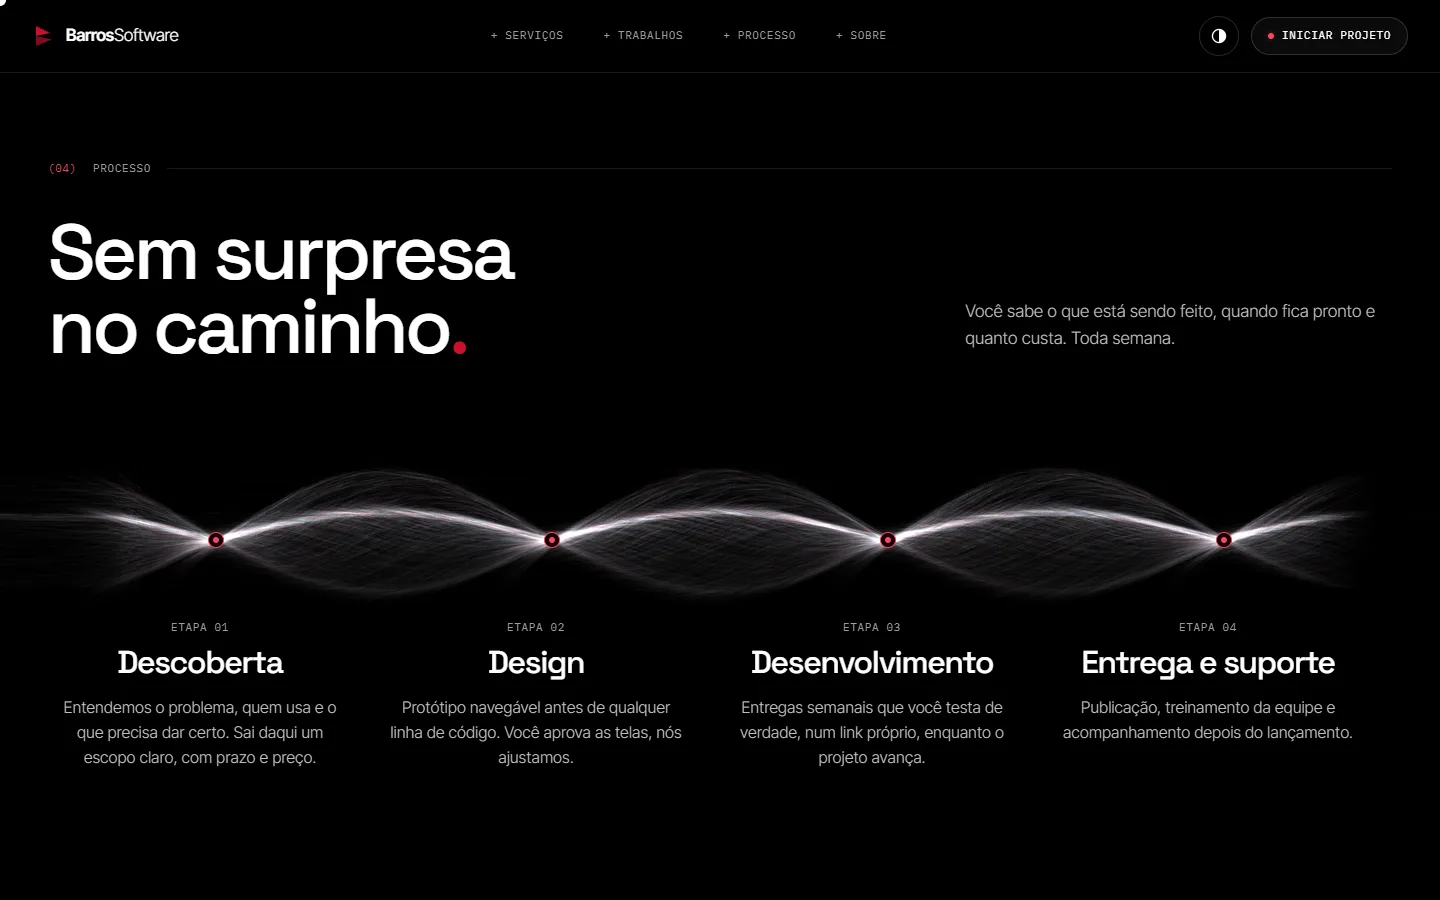 BarrosSoftware
+ SERVIÇOS
+ TRABALHOS
+ PROCESSO
+ SOBRE
INICIAR PROJETO
(04) PROCESSO
Sem surpresa
no caminho.
Você sabe o que está sendo feito, quando fica pronto e
quanto custa. Toda semana.
ETAPA 01
Descoberta
Entendemos o problema, quem usa e o
que precisa dar certo. Sai daqui um
escopo claro, com prazo e preço.
ETAPA 02
Design
Protótipo navegável antes de qualquer
linha de código. Você aprova as telas, nós
ajustamos.
ETAPA 03
Desenvolvimento
Entregas semanais que você testa de
verdade, num link próprio, enquanto o
projeto avança.
ETAPA 04
Entrega e suporte
Publicação, treinamento da equipe e
acompanhamento depois do lançamento.